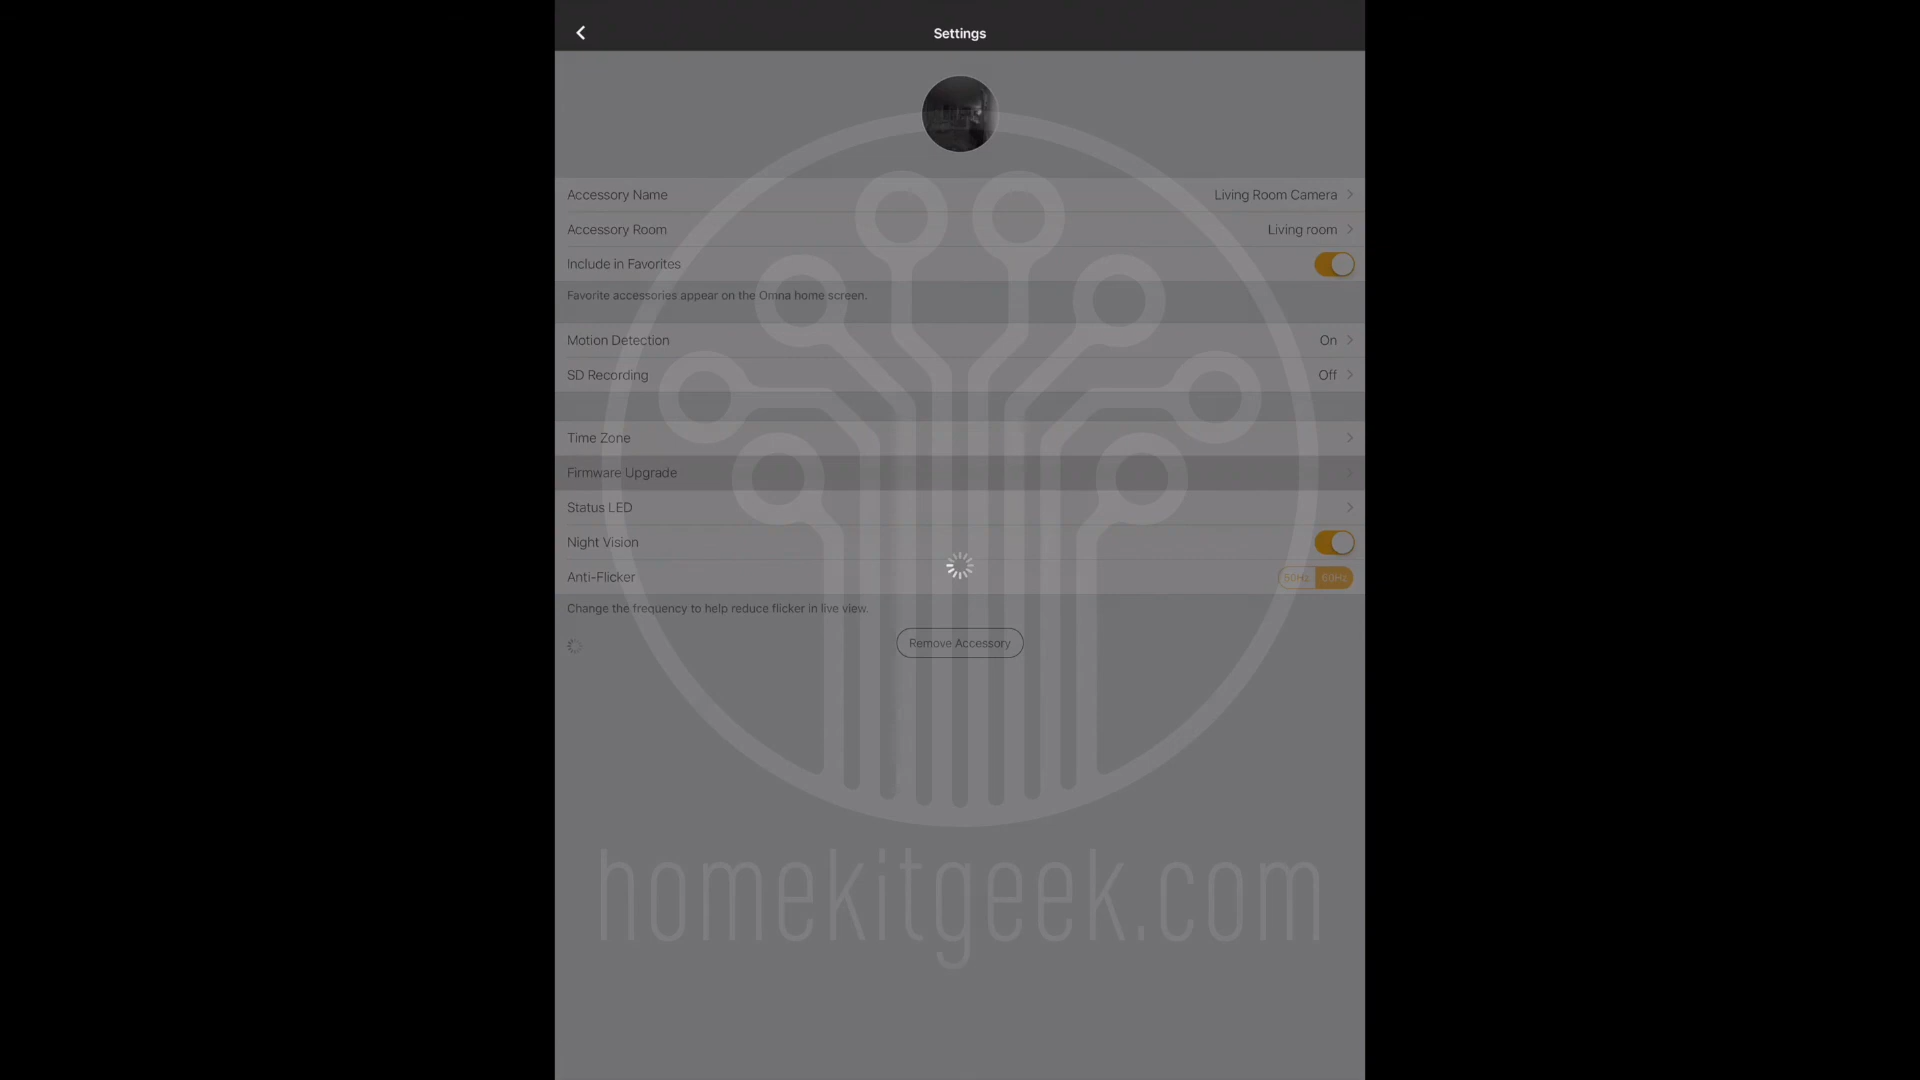 Settings
Accessory Name Living Room Camera
Accessory Room Living room
Include in Favorites
Favorite accessories appear on the Omna home screen.
Motion Detection On
SD Recording Off
Time Zone
Firmware Upgrade
Status LED
Night Vision
Anti-Flicker 50Hz 60Hz
Change the frequency to help reduce flicker in live view.
Remove Accessory
homekitgeek.com